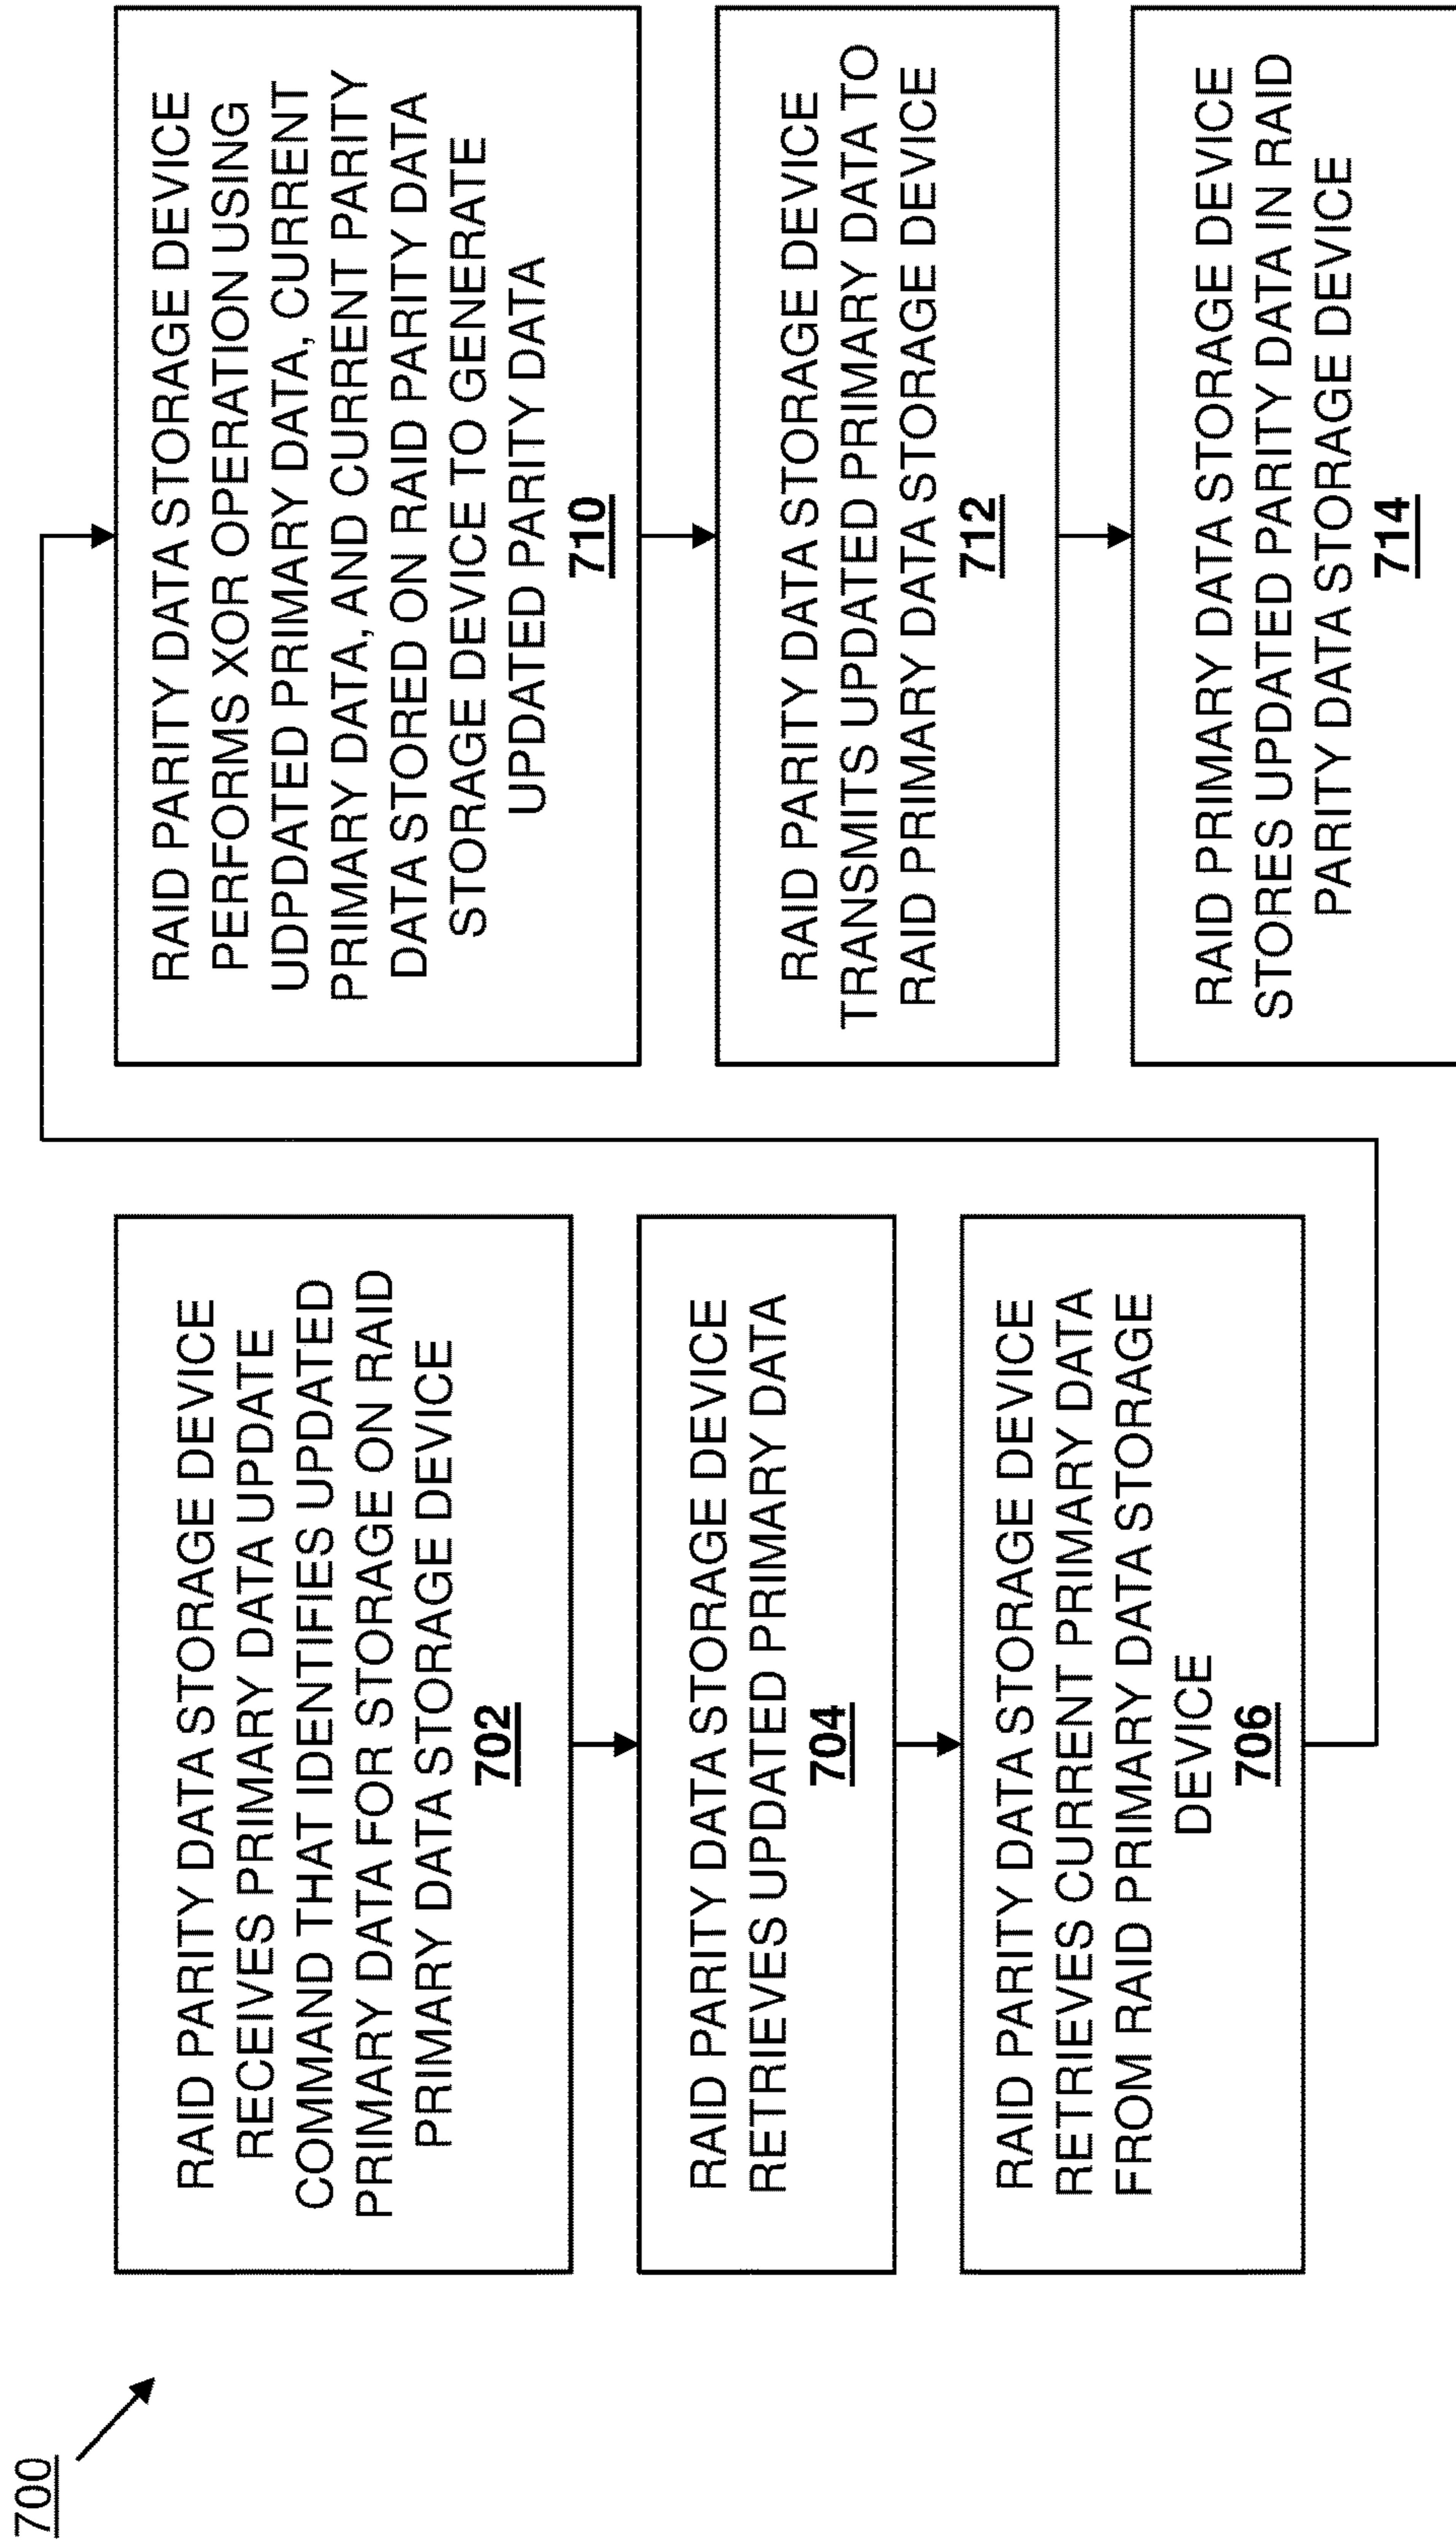 700
RAID PARITY DATA STORAGE DEVICE
RECEIVES PRIMARY DATA UPDATE
COMMAND THAT IDENTIFIES UPDATED
PRIMARY DATA FOR STORAGE ON RAID
PRIMARY DATA STORAGE DEVICE
702
RAID PARITY DATA STORAGE DEVICE
RETRIEVES UPDATED PRIMARY DATA
704
RAID PARITY DATA STORAGE DEVICE
RETRIEVES CURRENT PRIMARY DATA
FROM RAID PRIMARY DATA STORAGE
DEVICE
706
RAID PARITY DATA STORAGE DEVICE
PERFORMS XOR OPERATION USING
UDPDATED PRIMARY DATA, CURRENT
PRIMARY DATA, AND CURRENT PARITY
DATA STORED ON RAID PARITY DATA
STORAGE DEVICE TO GENERATE
UPDATED PARITY DATA
710
RAID PARITY DATA STORAGE DEVICE
TRANSMITS UPDATED PRIMARY DATA TO
RAID PRIMARY DATA STORAGE DEVICE
712
RAID PRIMARY DATA STORAGE DEVICE
STORES UPDATED PARITY DATA IN RAID
PARITY DATA STORAGE DEVICE
714